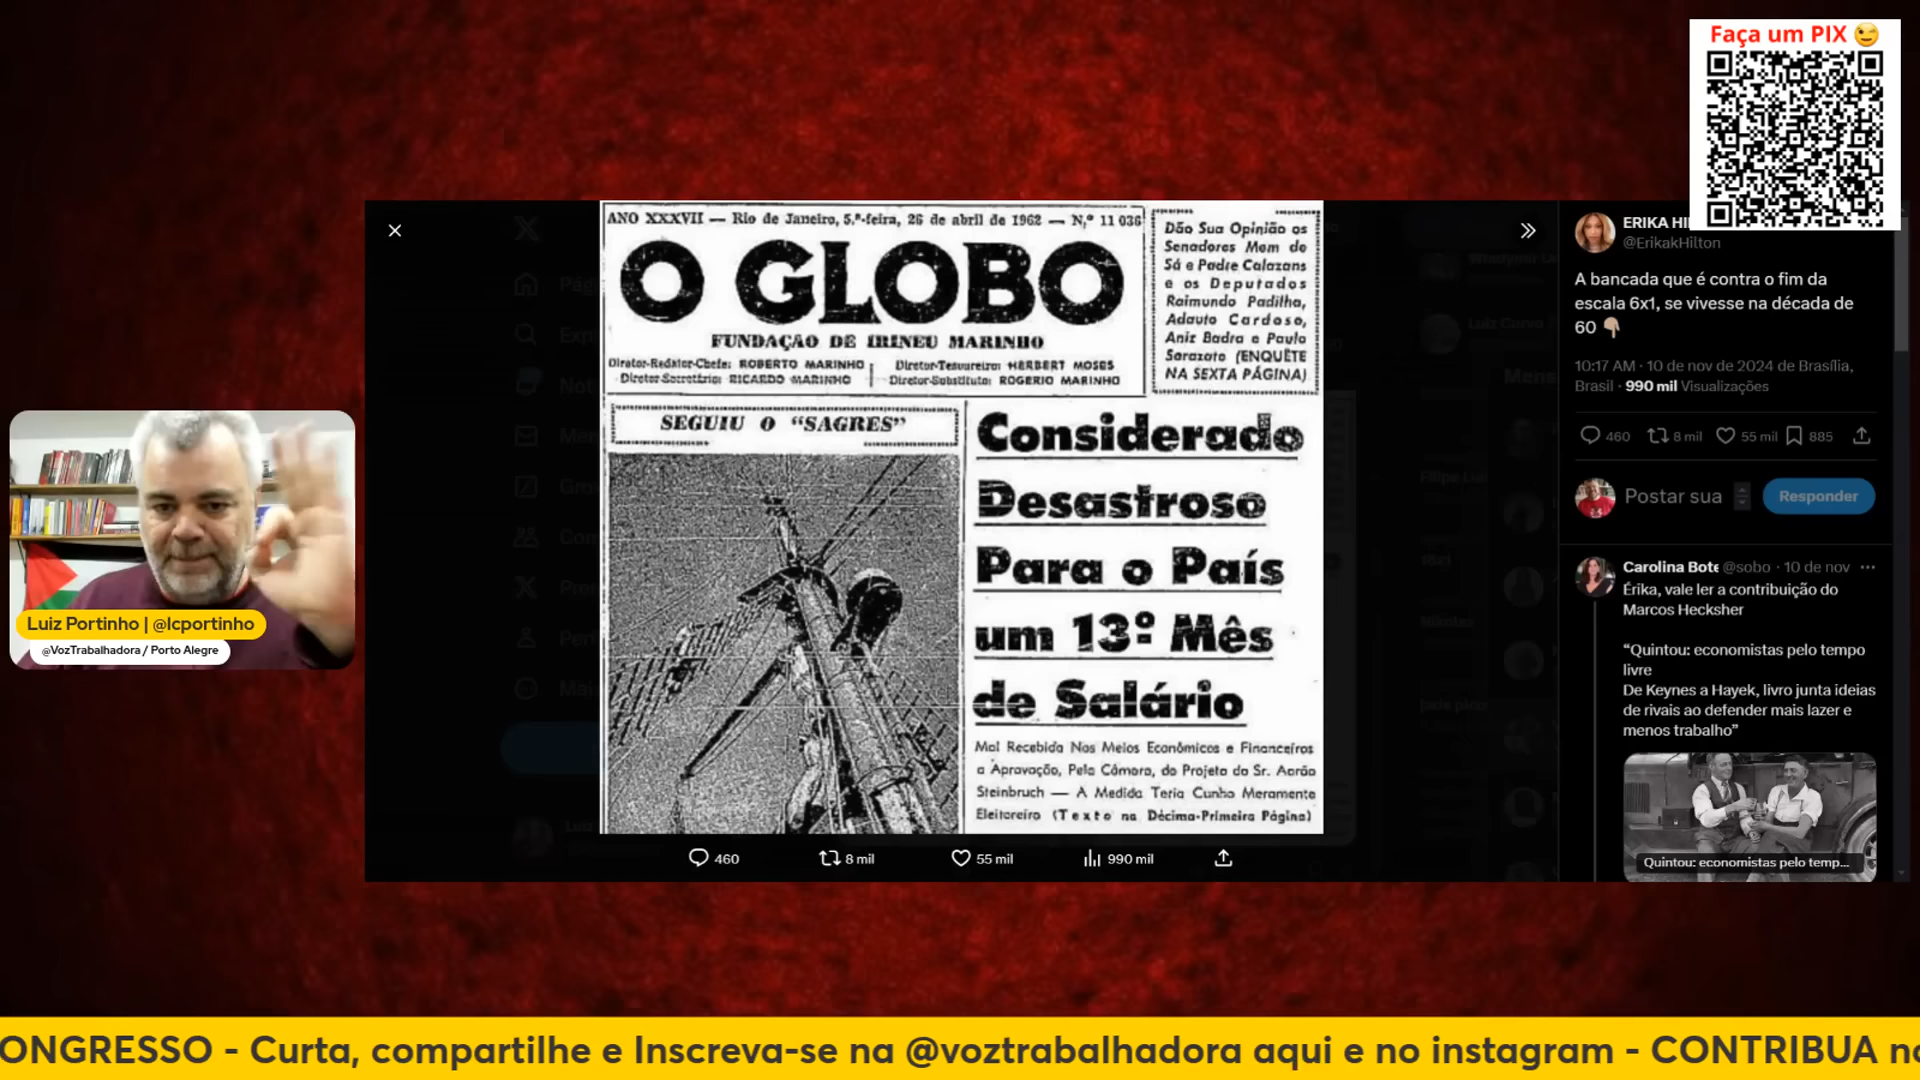 Faça um PIX 😉
ANO XXXVII — Rio de Janeiro, 5.ª-feira, 26 de abril de 1962 — N.º 11 036
O GLOBO
FUNDAÇÃO DE IRINEU MARINHO
Diretor-Redator-Chefe: ROBERTO MARINHO
Diretor-Secretário: RICARDO MARINHO
Diretor-Tesoureiro: HERBERT MOSES
Diretor-Substituto: ROGERIO MARINHO
Dão Sua Opinião os
Senadores Mem de
Sá e Padre Calazans
e os Deputados
Raimundo Padilha,
Adauto Cardoso,
Aniz Badra e Paulo
Sarazate (ENQUÊTE
NA SEXTA PÁGINA)
SEGUIU O “SAGRES”
Considerado
Desastroso
Para o País
um 13º Mês
de Salário
Mal Recebida Nos Meios Econômicos e Financeiros
a Aprovação, Pela Câmara, do Projeto do Sr. Aarão
Steinbruch — A Medida Teria Cunho Meramente
Eleitoreiro (Texto na Décima-Primeira Página)
460
8 mil
55 mil
990 mil
ERIKA
@ErikakHilton
A bancada que é contra o fim da
escala 6x1, se vivesse na década de
60 👇🏼
10:17 AM · 10 de nov de 2024 de Brasília,
Brasil · 990 mil Visualizações
460
8 mil
55 mil
885
Postar sua
Responder
Carolina Bote @sobo · 10 de nov
Érika, vale ler a contribuição do
Marcos Hecksher
“Quintou: economistas pelo tempo
livre
De Keynes a Hayek, livro junta ideias
de rivais ao defender mais lazer e
menos trabalho”
Quintou: economistas pelo temp...
Luiz Portinho | @lcportinho
@VozTrabalhadora / Porto Alegre
ONGRESSO - Curta, compartilhe e Inscreva-se na @voztrabalhadora aqui e no instagram - CONTRIBUA